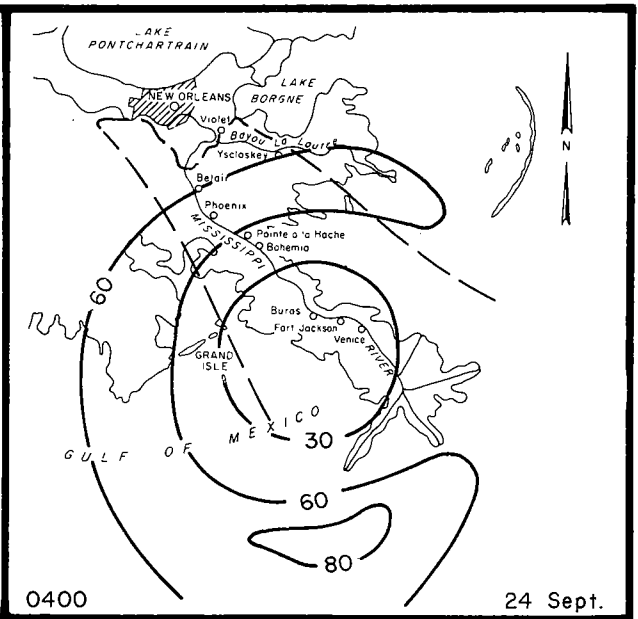 LAKE
PONTCHARTRAIN
NEW ORLEANS
LAKE
BORGNE
Violet
Bayou La Loutre
Yscloskey
Belair
Phoenix
MISSISSIPPI
Pointe a la Hache
Bohemia
60
Buras
Fort Jackson
Venice
RIVER
GRAND
ISLE
GULF OF MEXICO
30
60
80
N
0400
24 Sept.